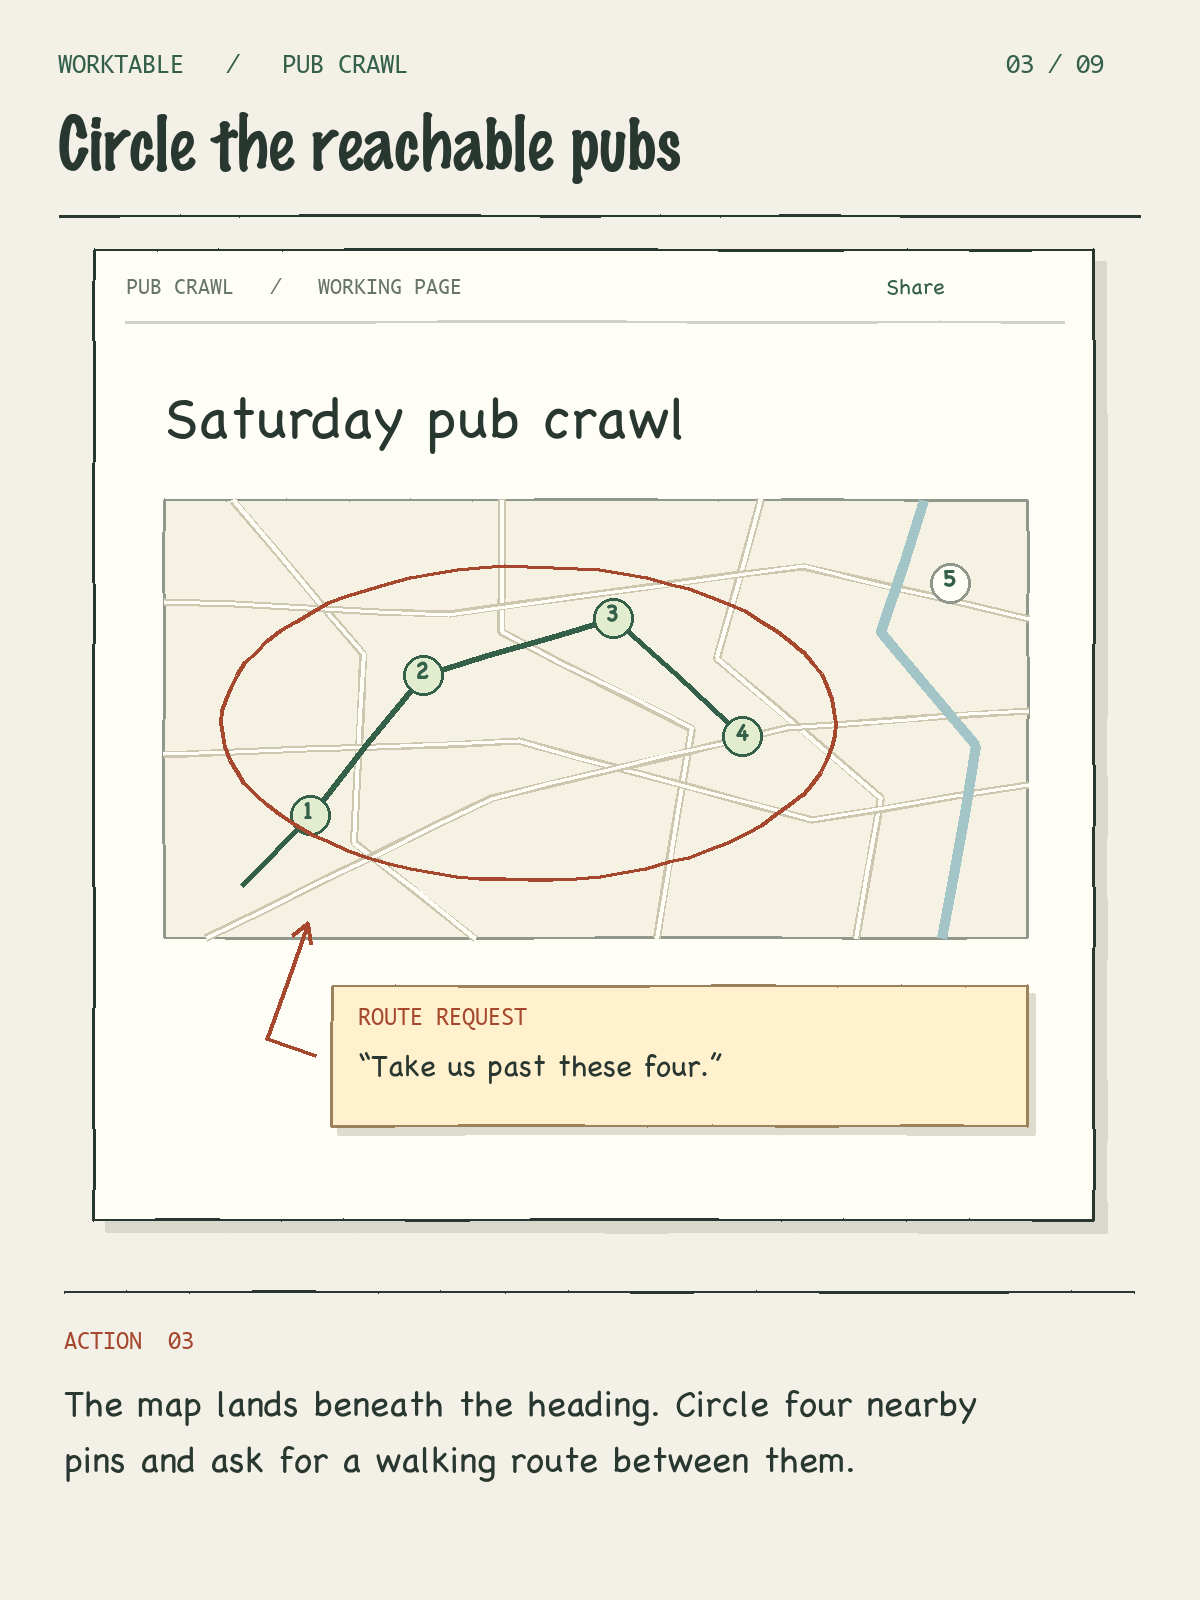 WORKTABLE / PUB CRAWL 03 / 09
Circle the reachable pubs
PUB CRAWL / WORKING PAGE Share
Saturday pub crawl
5
3
2
4
1
ROUTE REQUEST
“Take us past these four.”
ACTION 03
The map lands beneath the heading. Circle four nearby
pins and ask for a walking route between them.